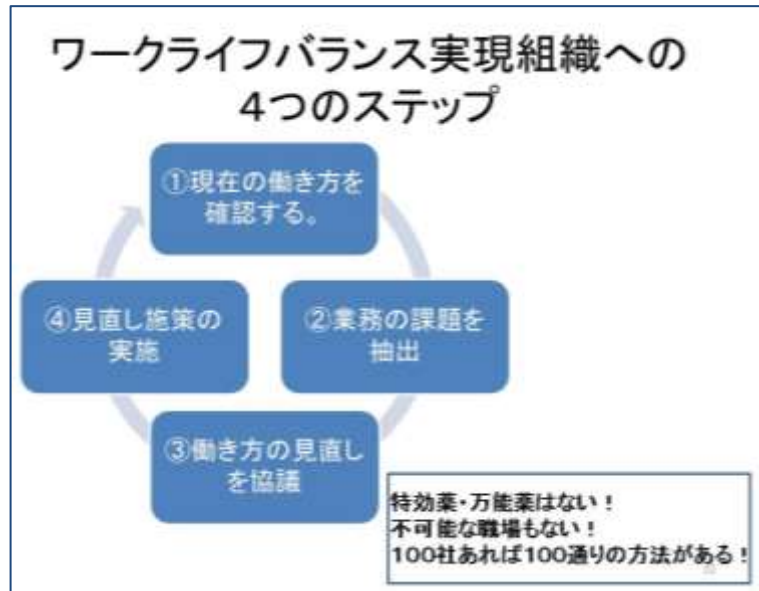 ワークライフバランス実現組織への
４つのステップ
①現在の働き方を
確認する。
②業務の課題を
抽出
③働き方の見直し
を協議
④見直し施策の
実施
特効薬・万能薬はない！
不可能な職場もない！
100社あれば100通りの方法がある！